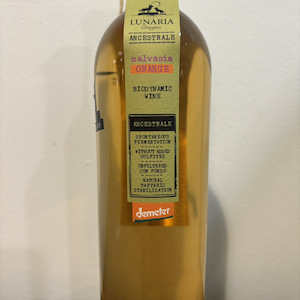 LUNARIA
ANCESTRALE
malvasia
ORANGE
BIODYNAMIC
WINE
ANCESTRALE
SPONTANEOUS
FERMENTATION
WITHOUT ADDED
SULFITES
UNFILTERED
CON FONDO
NATURAL
TARTARIC
STABILIZATION
demeter